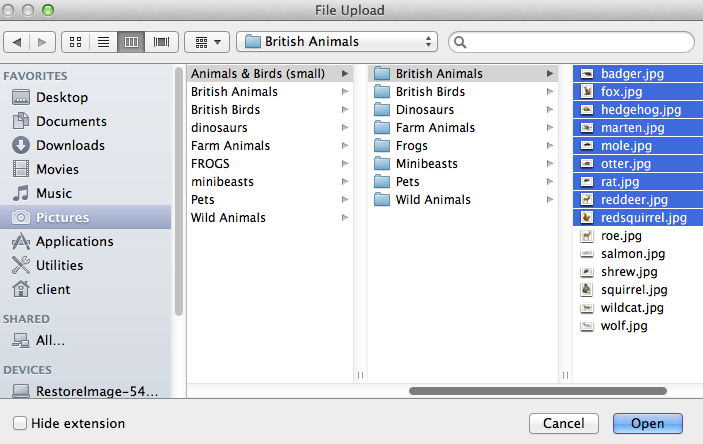 File Upload
British Animals
FAVORITES
Desktop
Documents
Downloads
Movies
Music
Pictures
Applications
Utilities
client
SHARED
All...
DEVICES
RestoreImage-54...
Animals & Birds (small)
British Animals
British Birds
dinosaurs
Farm Animals
FROGS
minibeasts
Pets
Wild Animals
British Animals
British Birds
Dinosaurs
Farm Animals
Frogs
Minibeasts
Pets
Wild Animals
badger.jpg
fox.jpg
hedgehog.jpg
marten.jpg
mole.jpg
otter.jpg
rat.jpg
reddeer.jpg
redsquirrel.jpg
roe.jpg
salmon.jpg
shrew.jpg
squirrel.jpg
wildcat.jpg
wolf.jpg
Hide extension
Cancel
Open